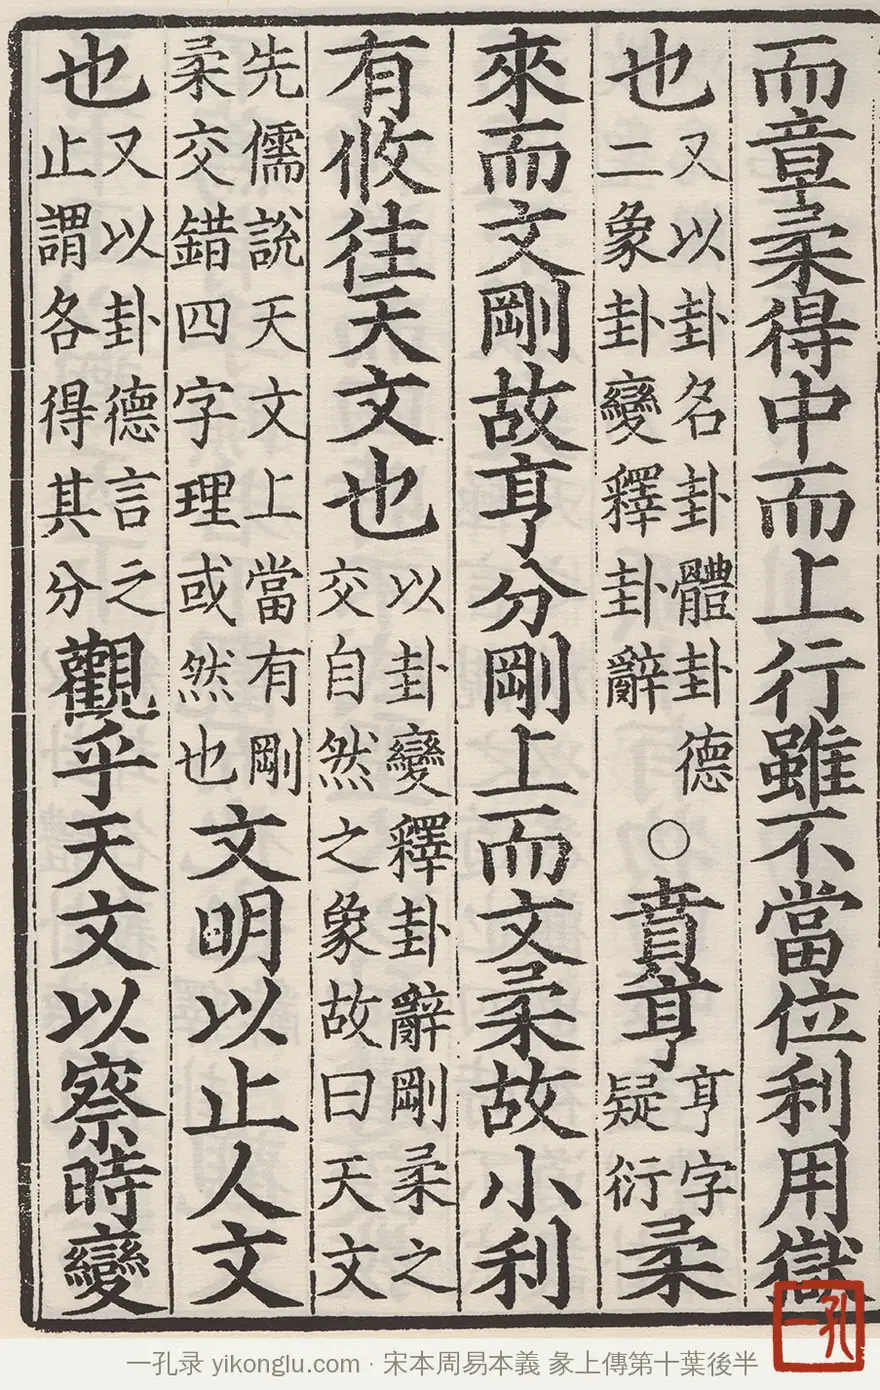 而章柔得中而上行雖不當位利用獄
也又以卦名卦體卦德二象卦變釋卦辭○賁亨亨字疑衍柔
來而文剛故亨分剛上而文柔故小利
有攸往天文也以卦變釋卦辭剛柔之交自然之象故曰天文
先儒說天文上當有剛柔交錯四字理或然也文明以止人文
也又以卦德言之止謂各得其分觀乎天文以察時變
一孔录 yikonglu.com · 宋本周易本義 彖上傳第十葉後半
一孔